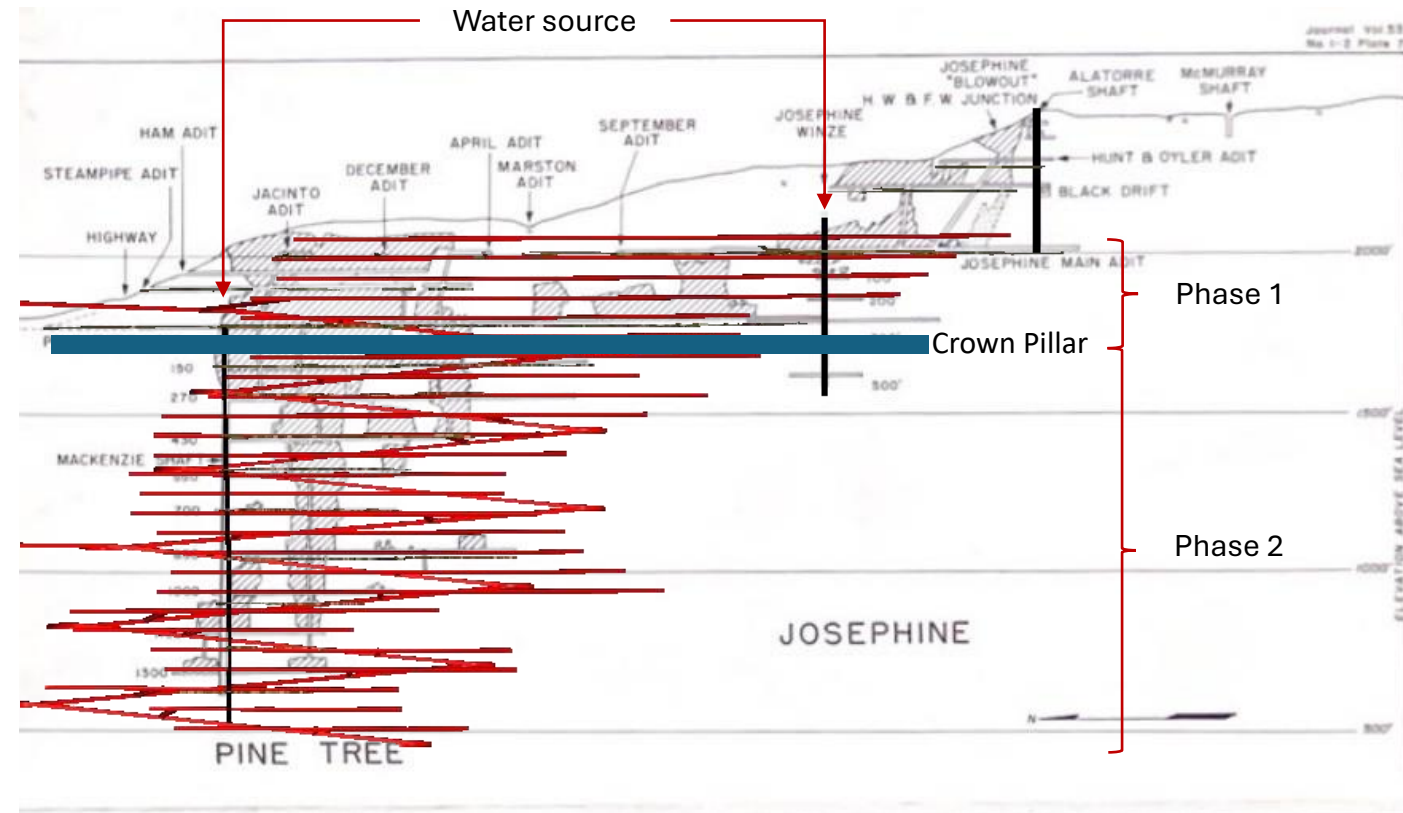 Water source
Journal Vol 53
No. 1-2 Plate 7
JOSEPHINE
"BLOWOUT"
ALATORRE
SHAFT
McMURRAY
SHAFT
H. W. & F. W. JUNCTION
JOSEPHINE
WINZE
SEPTEMBER
ADIT
HAM ADIT
APRIL ADIT
MARSTON
ADIT
DECEMBER
ADIT
STEAMPIPE ADIT
JACINTO
ADIT
HUNT & OYLER ADIT
BLACK DRIFT
HIGHWAY
2000'
JOSEPHINE MAIN ADIT
100
200
Phase 1
Crown Pillar
150
500'
270
1500'
430
MACKENZIE SHAFT
700
ELEVATION ABOVE SEA LEVEL
Phase 2
1000'
JOSEPHINE
1300
N
500'
PINE TREE